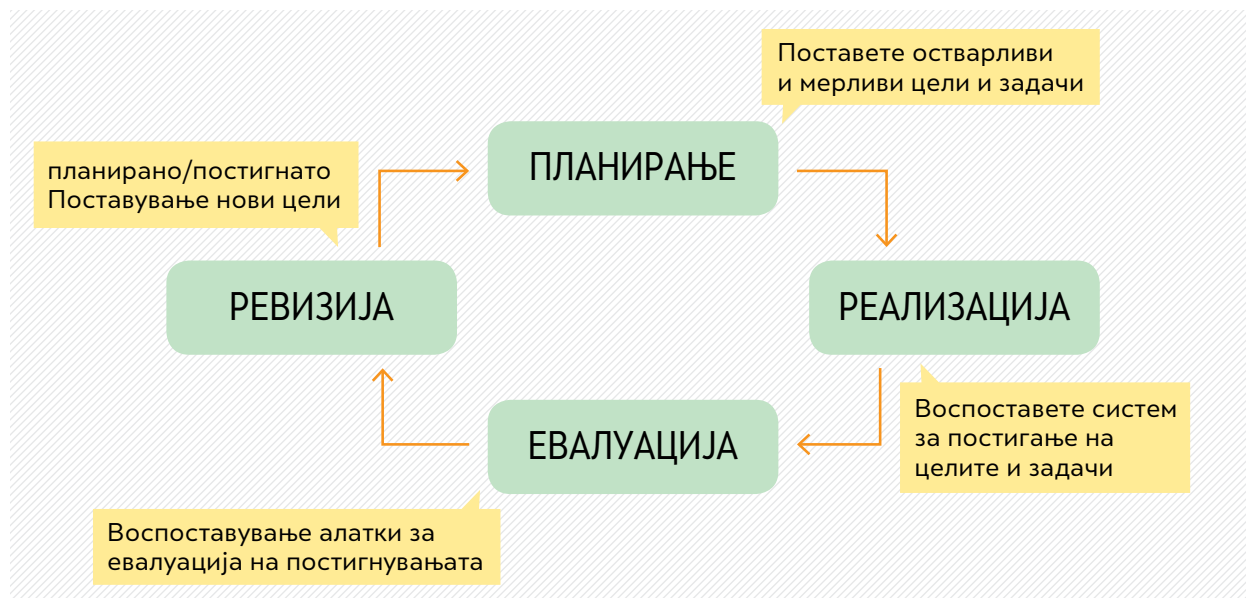 Поставете остварливи
и мерливи цели и задачи
ПЛАНИРАЊЕ
планирано/постигнато
Поставување нови цели
РЕВИЗИЈА
РЕАЛИЗАЦИЈА
Воспоставете систем
за постигање на
целите и задачи
ЕВАЛУАЦИЈА
Воспоставување алатки за
евалуација на постигнувањата